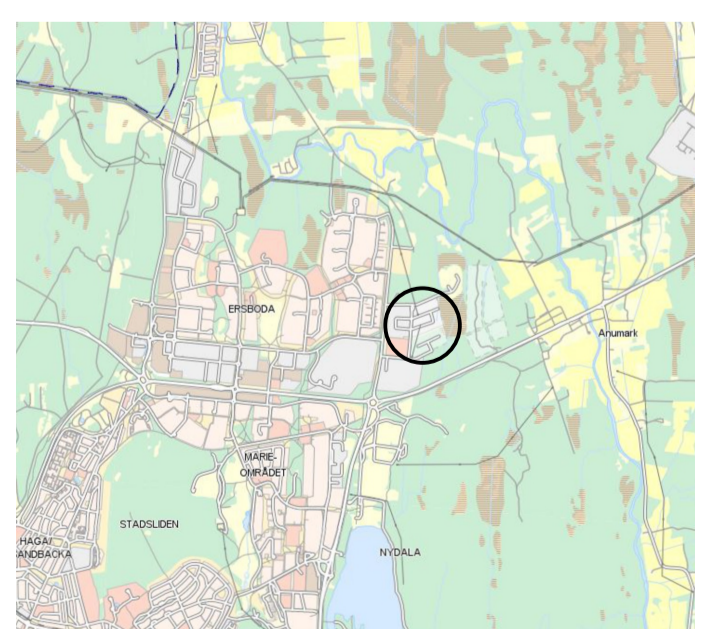 ERSBODA
Anumark
MARIE-
OMRÅDET
STADSLIDEN
HAGA/
SANDBACKA
NYDALA